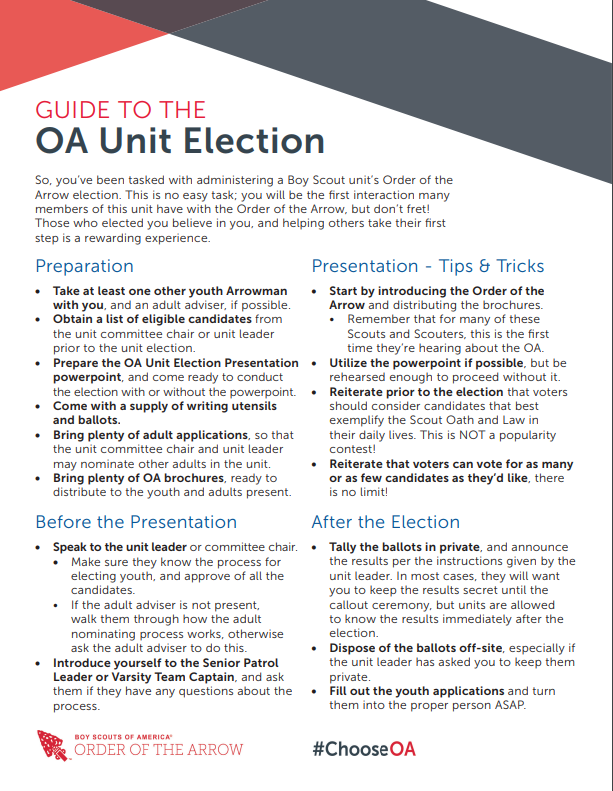 GUIDE TO THE
OA Unit Election
So, you've been tasked with administering a Boy Scout unit's Order of the
Arrow election. This is no easy task; you will be the first interaction many
members of this unit have with the Order of the Arrow, but don't fret!
Those who elected you believe in you, and helping others take their first
step is a rewarding experience.
Preparation
• Take at least one other youth Arrowman
with you, and an adult adviser, if possible.
• Obtain a list of eligible candidates from
the unit committee chair or unit leader
prior to the unit election.
• Prepare the OA Unit Election Presentation
powerpoint, and come ready to conduct
the election with or without the powerpoint.
• Come with a supply of writing utensils
and ballots.
• Bring plenty of adult applications, so that
the unit committee chair and unit leader
may nominate other adults in the unit.
• Bring plenty of OA brochures, ready to
distribute to the youth and adults present.
Before the Presentation
• Speak to the unit leader or committee chair.
• Make sure they know the process for
electing youth, and approve of all the
candidates.
• If the adult adviser is not present,
walk them through how the adult
nominating process works, otherwise
ask the adult adviser to do this.
• Introduce yourself to the Senior Patrol
Leader or Varsity Team Captain, and ask
them if they have any questions about the
process.
Presentation - Tips & Tricks
• Start by introducing the Order of the
Arrow and distributing the brochures.
• Remember that for many of these
Scouts and Scouters, this is the first
time they're hearing about the OA.
• Utilize the powerpoint if possible, but be
rehearsed enough to proceed without it.
• Reiterate prior to the election that voters
should consider candidates that best
exemplify the Scout Oath and Law in
their daily lives. This is NOT a popularity
contest!
• Reiterate that voters can vote for as many
or as few candidates as they'd like, there
is no limit!
After the Election
• Tally the ballots in private, and announce
the results per the instructions given by the
unit leader. In most cases, they will want
you to keep the results secret until the
callout ceremony, but units are allowed
to know the results immediately after the
election.
• Dispose of the ballots off-site, especially if
the unit leader has asked you to keep them
private.
• Fill out the youth applications and turn
them into the proper person ASAP.
BOY SCOUTS OF AMERICA®
ORDER OF THE ARROW
#ChooseOA